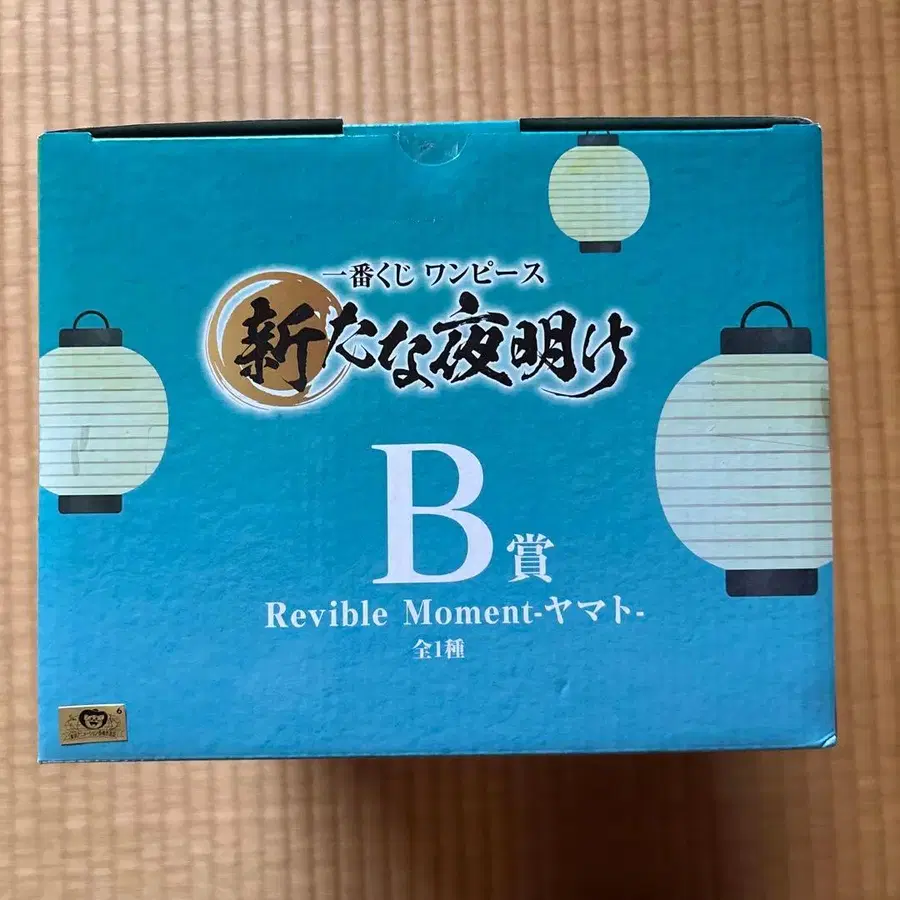 一番くじ ワンピース
新たな夜明け
B賞
Revible Moment-ヤマト-
全1種
6